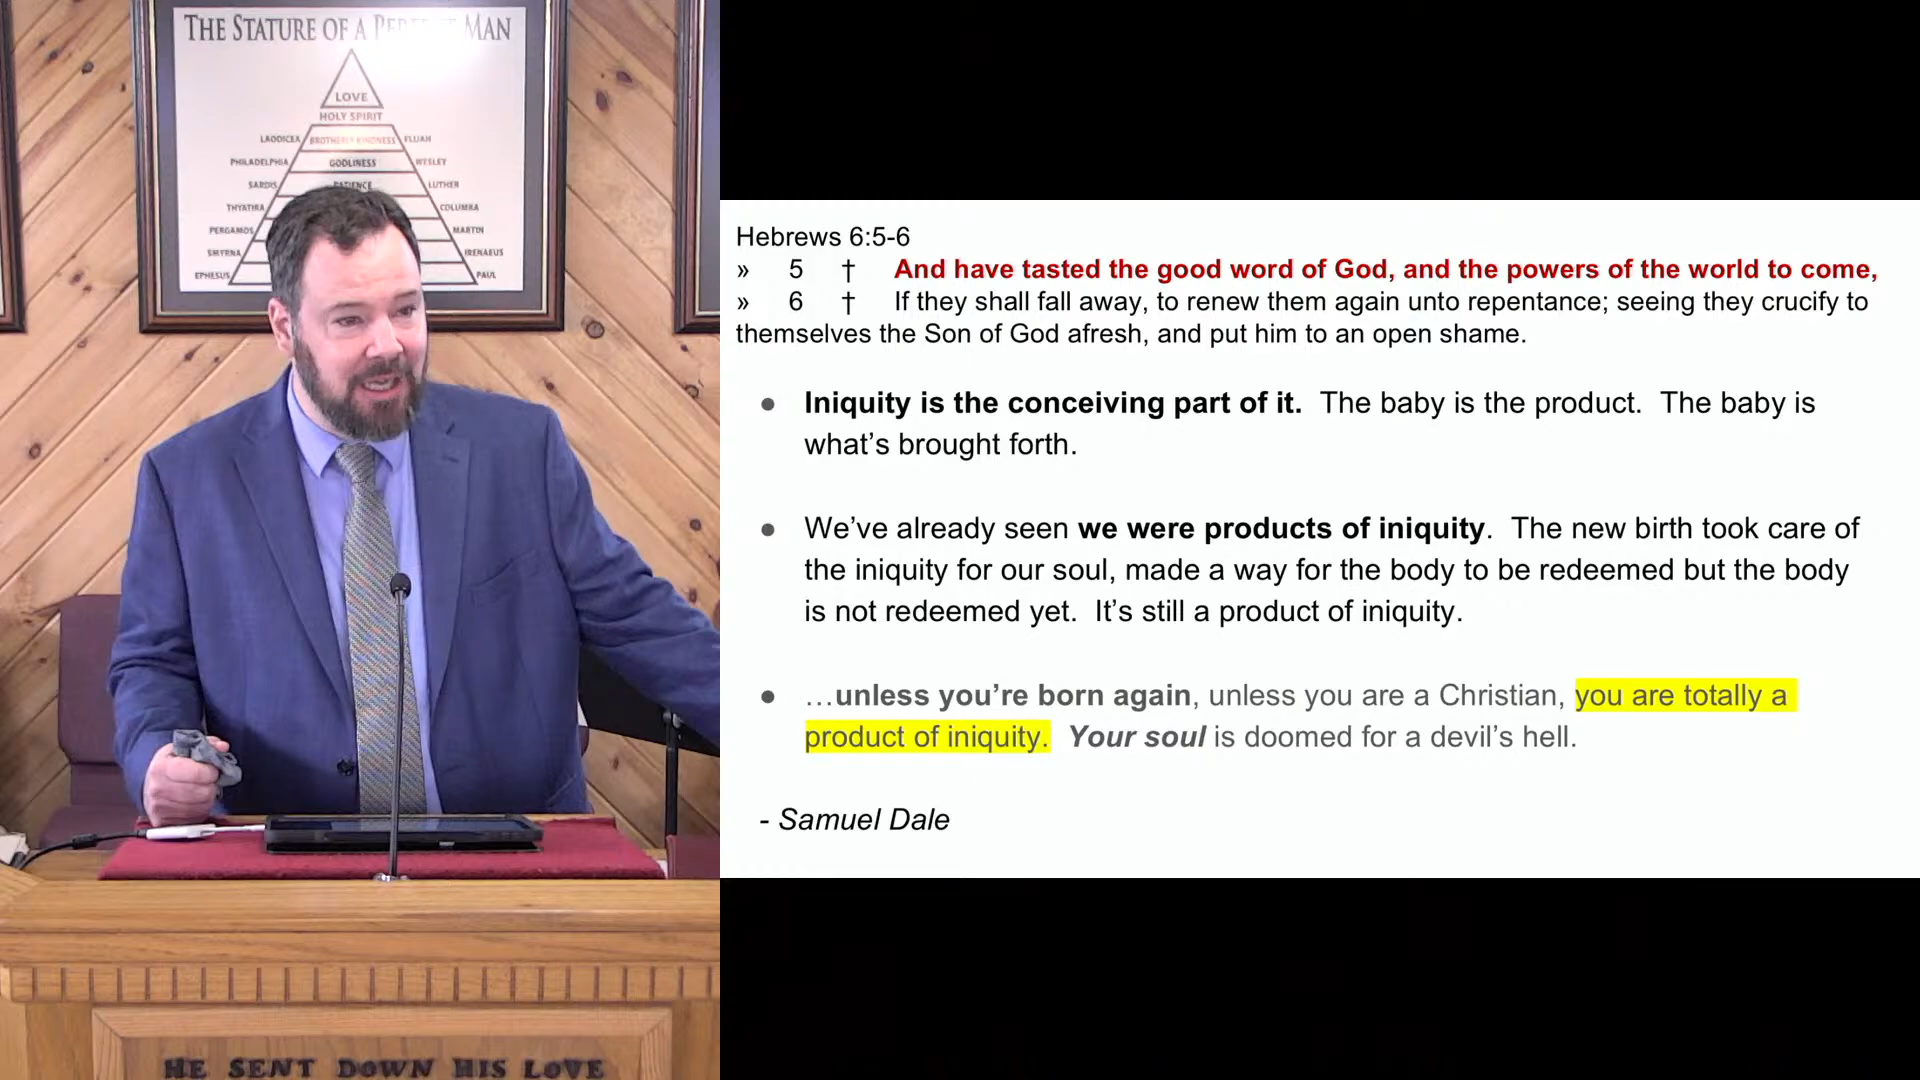 THE STATURE OF A PERFECT MAN
LOVE
HOLY SPIRIT
LAODICEA BROTHERLY KINDNESS ELIJAH
PHILADELPHIA GODLINESS WESLEY
SARDIS PATIENCE LUTHER
THYATIRA COLUMBA
PERGAMOS MARTIN
SMYRNA IRENAEUS
EPHESUS PAUL
HE SENT DOWN HIS LOVE
Hebrews 6:5-6
» 5 † And have tasted the good word of God, and the powers of the world to come,
» 6 † If they shall fall away, to renew them again unto repentance; seeing they crucify to
themselves the Son of God afresh, and put him to an open shame.
● Iniquity is the conceiving part of it. The baby is the product. The baby is
what’s brought forth.
● We’ve already seen we were products of iniquity. The new birth took care of
the iniquity for our soul, made a way for the body to be redeemed but the body
is not redeemed yet. It’s still a product of iniquity.
● …unless you’re born again, unless you are a Christian, you are totally a
product of iniquity. Your soul is doomed for a devil’s hell.
- Samuel Dale